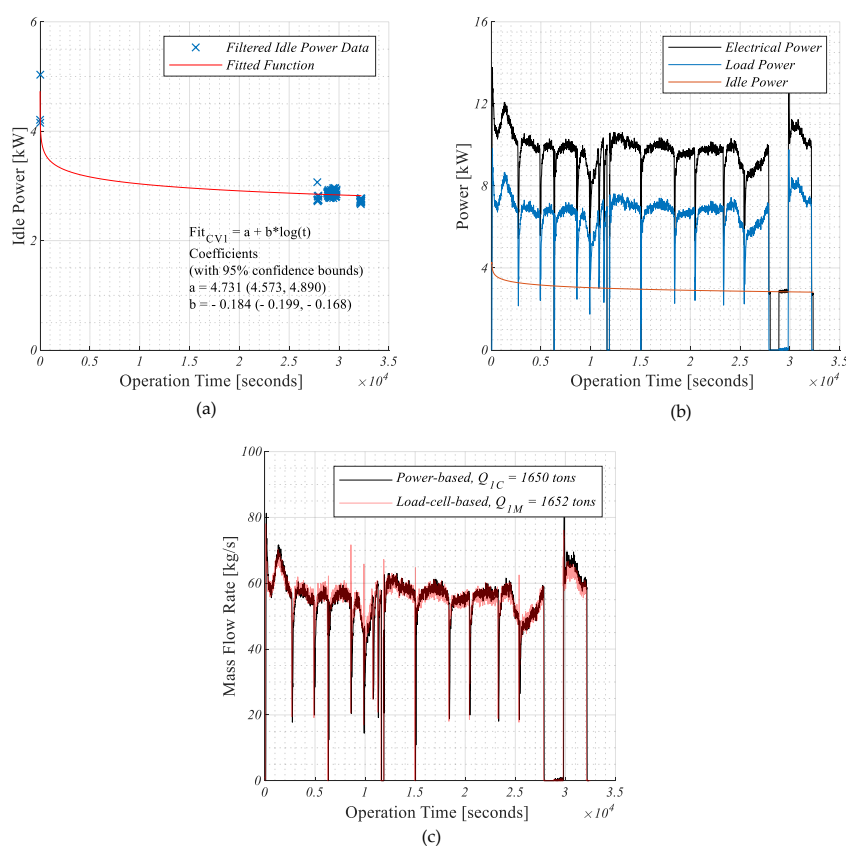 6
4
2
0
Idle Power [kW]
Filtered Idle Power Data
Fitted Function
Fit_CV1 = a + b*log(t)
Coefficients
(with 95% confidence bounds)
a = 4.731 (4.573, 4.890)
b = - 0.184 (- 0.199, - 0.168)
0 0.5 1 1.5 2 2.5 3 3.5
Operation Time [seconds] ×10^4
(a)
16
12
8
4
0
Power [kW]
Electrical Power
Load Power
Idle Power
0 0.5 1 1.5 2 2.5 3 3.5
Operation Time [seconds] ×10^4
(b)
100
80
60
40
20
0
Mass Flow Rate [kg/s]
Power-based, Q_1C = 1650 tons
Load-cell-based, Q_1M = 1652 tons
0 0.5 1 1.5 2 2.5 3 3.5
Operation Time [seconds] ×10^4
(c)